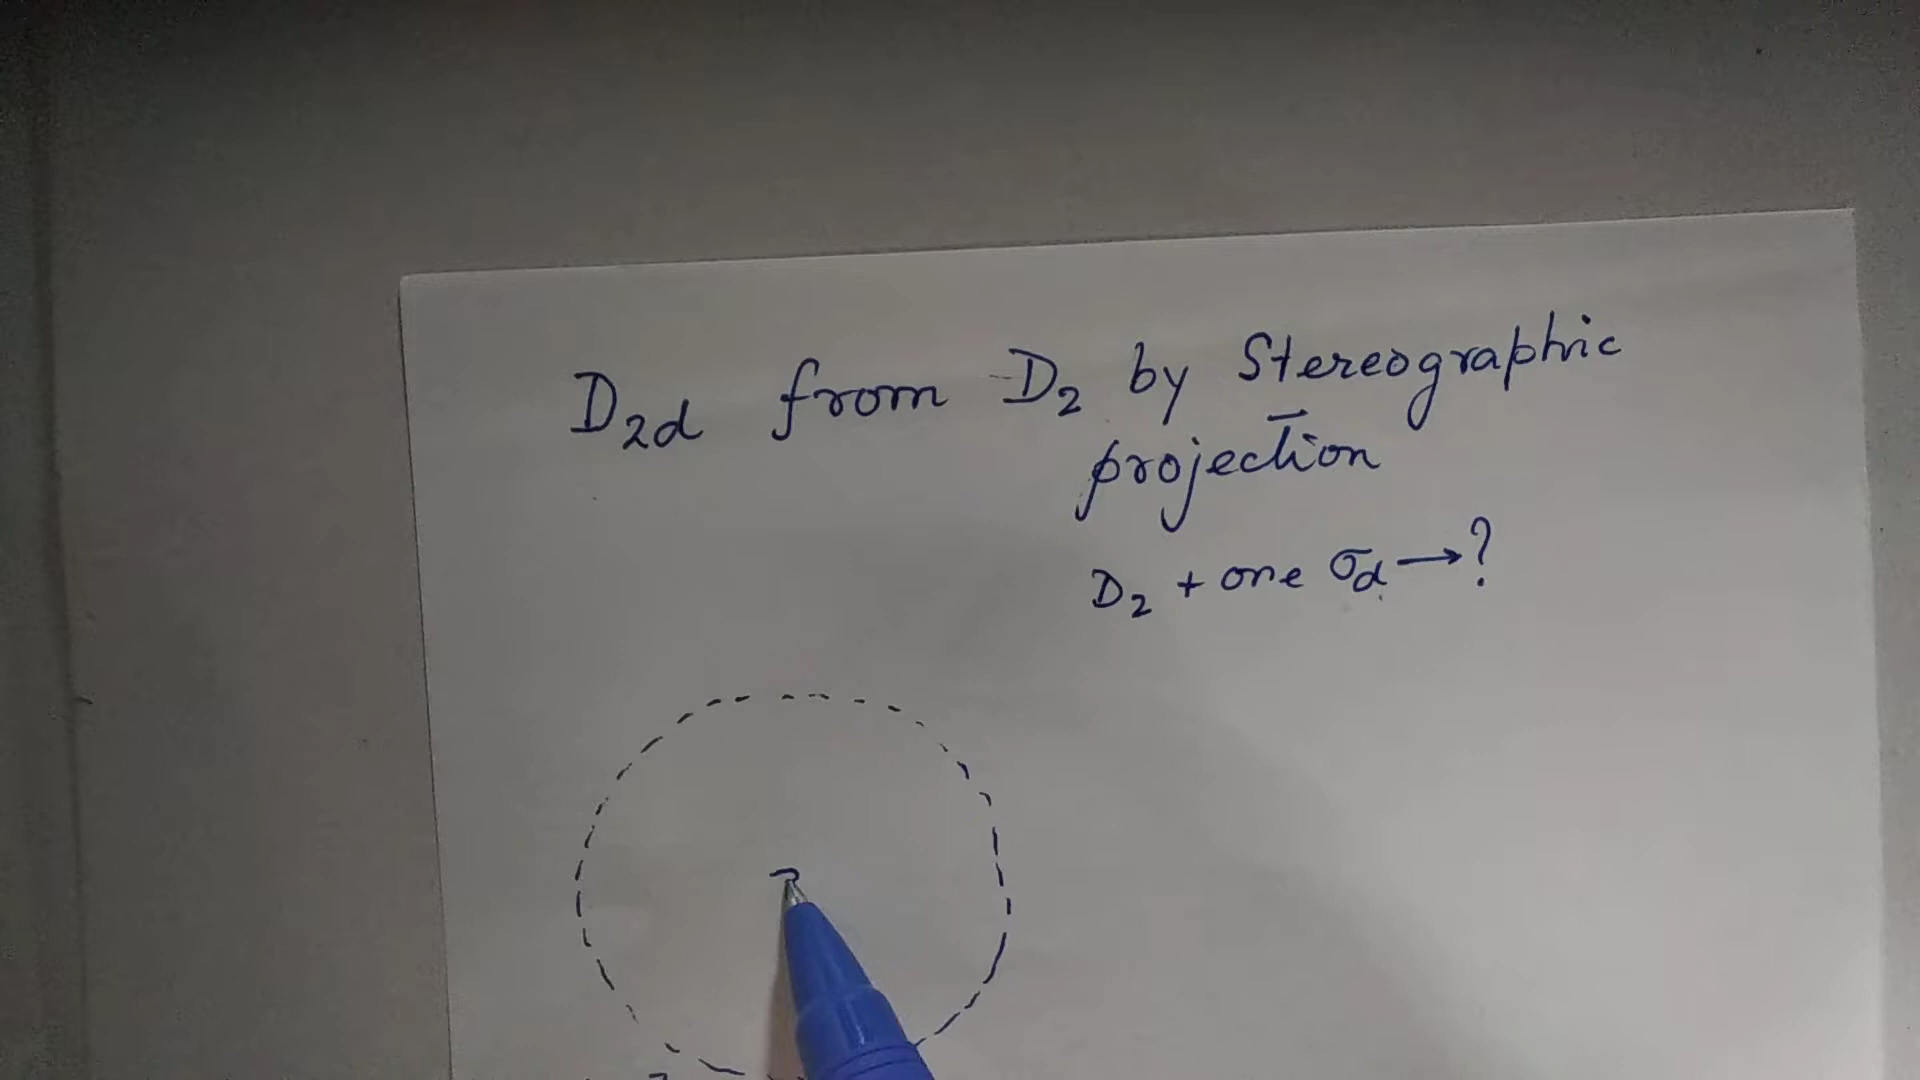 D₂d from D₂ by Stereographic
projection
D₂ + one σd → ?